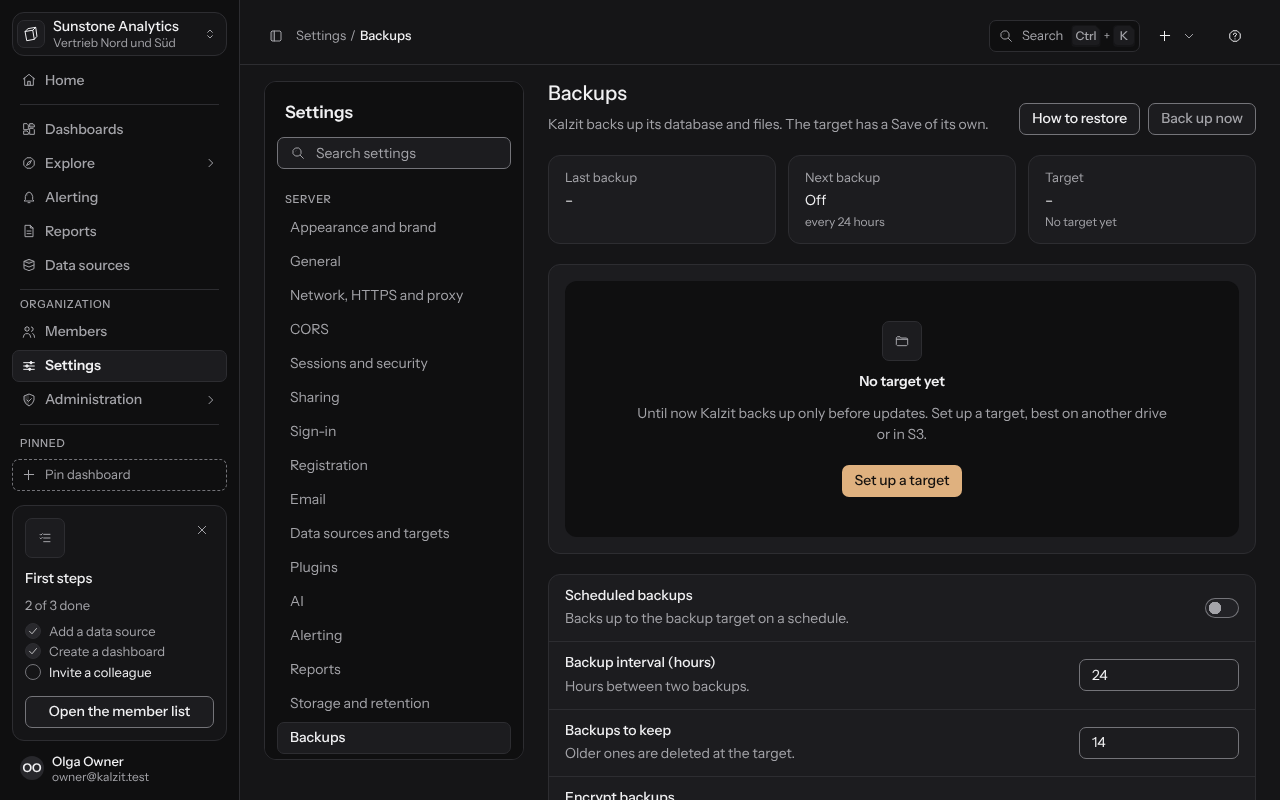 Sunstone Analytics
Vertrieb Nord und Süd
Home
Dashboards
Explore
Alerting
Reports
Data sources
ORGANIZATION
Members
Settings
Administration
PINNED
Pin dashboard
First steps
2 of 3 done
Add a data source
Create a dashboard
Invite a colleague
Open the member list
OO
Olga Owner
owner@kalzit.test
Settings / Backups
Search Ctrl + K
Settings
Search settings
SERVER
Appearance and brand
General
Network, HTTPS and proxy
CORS
Sessions and security
Sharing
Sign-in
Registration
Email
Data sources and targets
Plugins
AI
Alerting
Reports
Storage and retention
Backups
Backups
Kalzit backs up its database and files. The target has a Save of its own.
How to restore
Back up now
Last backup
–
Next backup
Off
every 24 hours
Target
–
No target yet
No target yet
Until now Kalzit backs up only before updates. Set up a target, best on another drive
or in S3.
Set up a target
Scheduled backups
Backs up to the backup target on a schedule.
Backup interval (hours)
Hours between two backups.
24
Backups to keep
Older ones are deleted at the target.
14
Encrypt backups